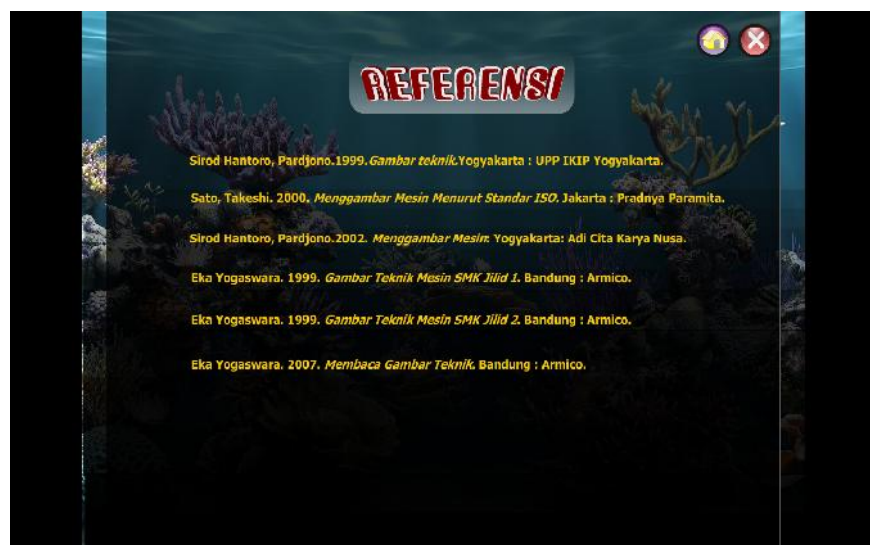 REFERENSI
Sirod Hantoro, Pardjono.1999.Gambar teknik.Yogyakarta : UPP IKIP Yogyakarta.
Sato, Takeshi. 2000. Menggambar Mesin Menurut Standar ISO. Jakarta : Pradnya Paramita.
Sirod Hantoro, Pardjono.2002. Menggambar Mesin. Yogyakarta: Adi Cita Karya Nusa.
Eka Yogaswara. 1999. Gambar Teknik Mesin SMK Jilid 1. Bandung : Armico.
Eka Yogaswara. 1999. Gambar Teknik Mesin SMK Jilid 2. Bandung : Armico.
Eka Yogaswara. 2007. Membaca Gambar Teknik. Bandung : Armico.